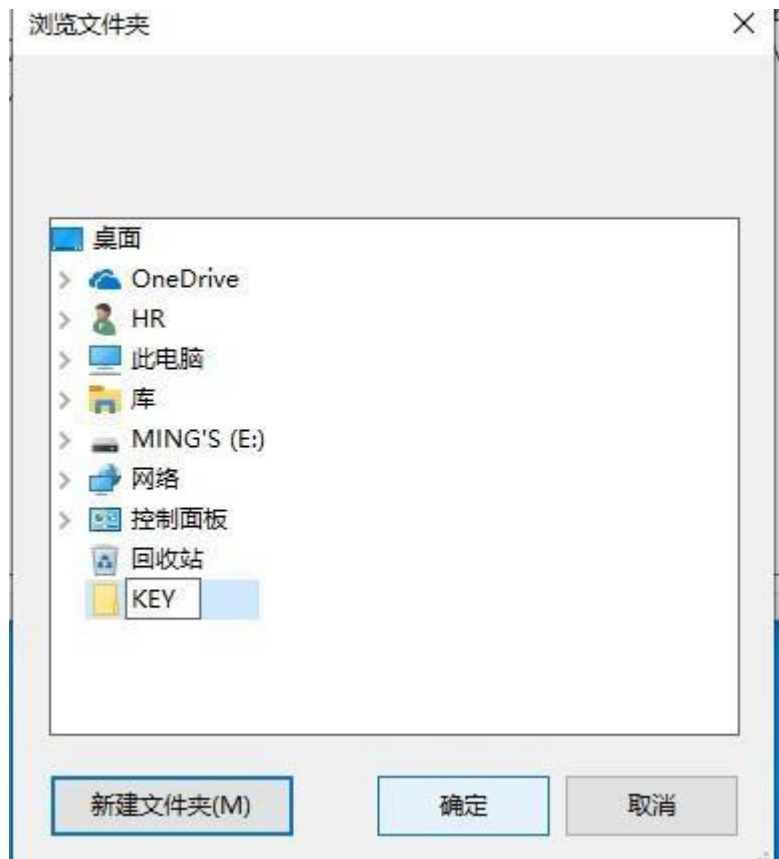 浏览文件夹
桌面
OneDrive
HR
此电脑
库
MING'S (E:)
网络
控制面板
回收站
KEY
新建文件夹(M) 确定 取消